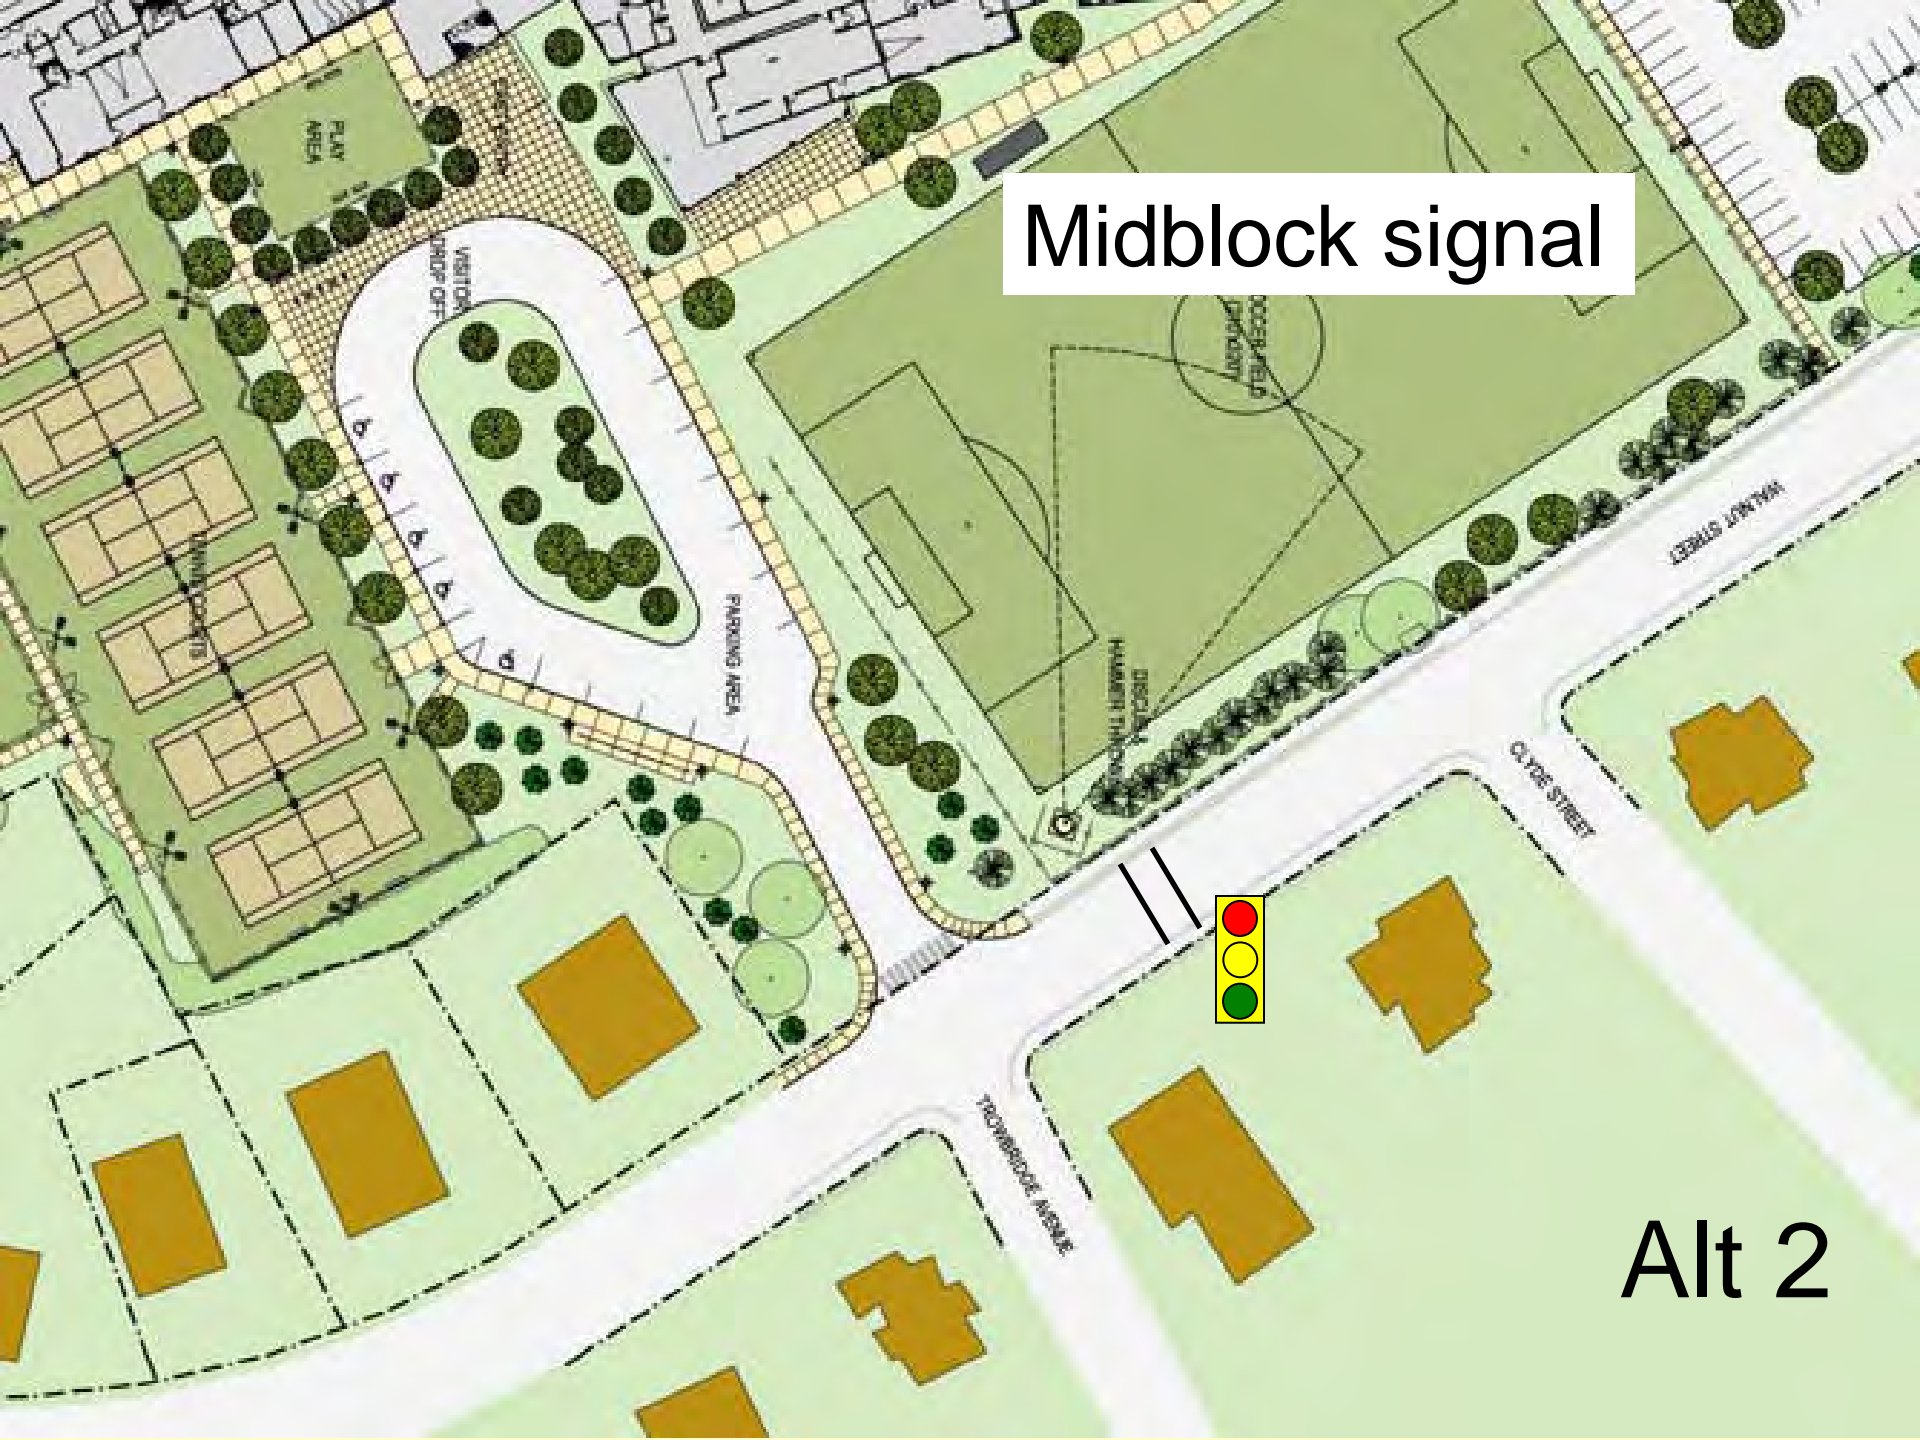 PLAY
AREA
Midblock signal
VISITOR
DROP OFF
PARKING AREA
WALNUT STREET
CLYDE STREET
TROWBRIDGE AVENUE
Alt 2